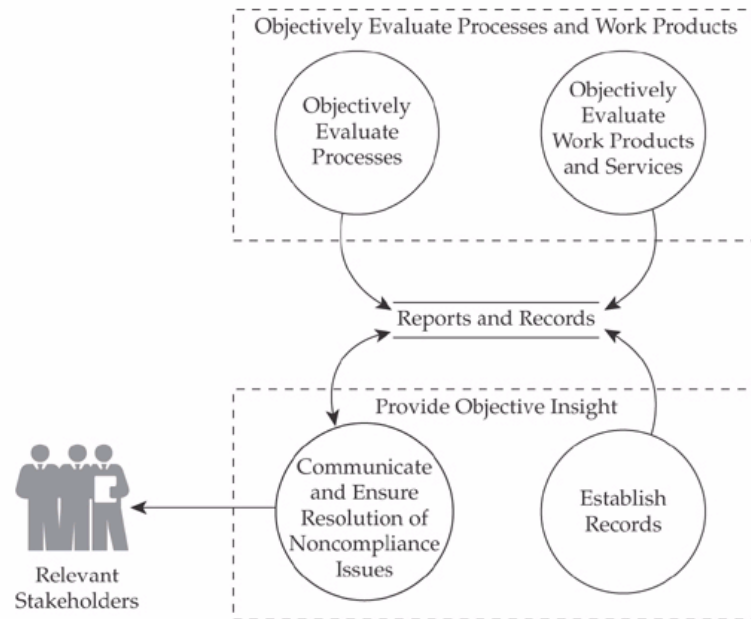 Objectively Evaluate Processes and Work Products
Objectively
Evaluate
Processes
Objectively
Evaluate
Work Products
and Services
Reports and Records
Provide Objective Insight
Communicate
and Ensure
Resolution of
Noncompliance
Issues
Establish
Records
Relevant
Stakeholders